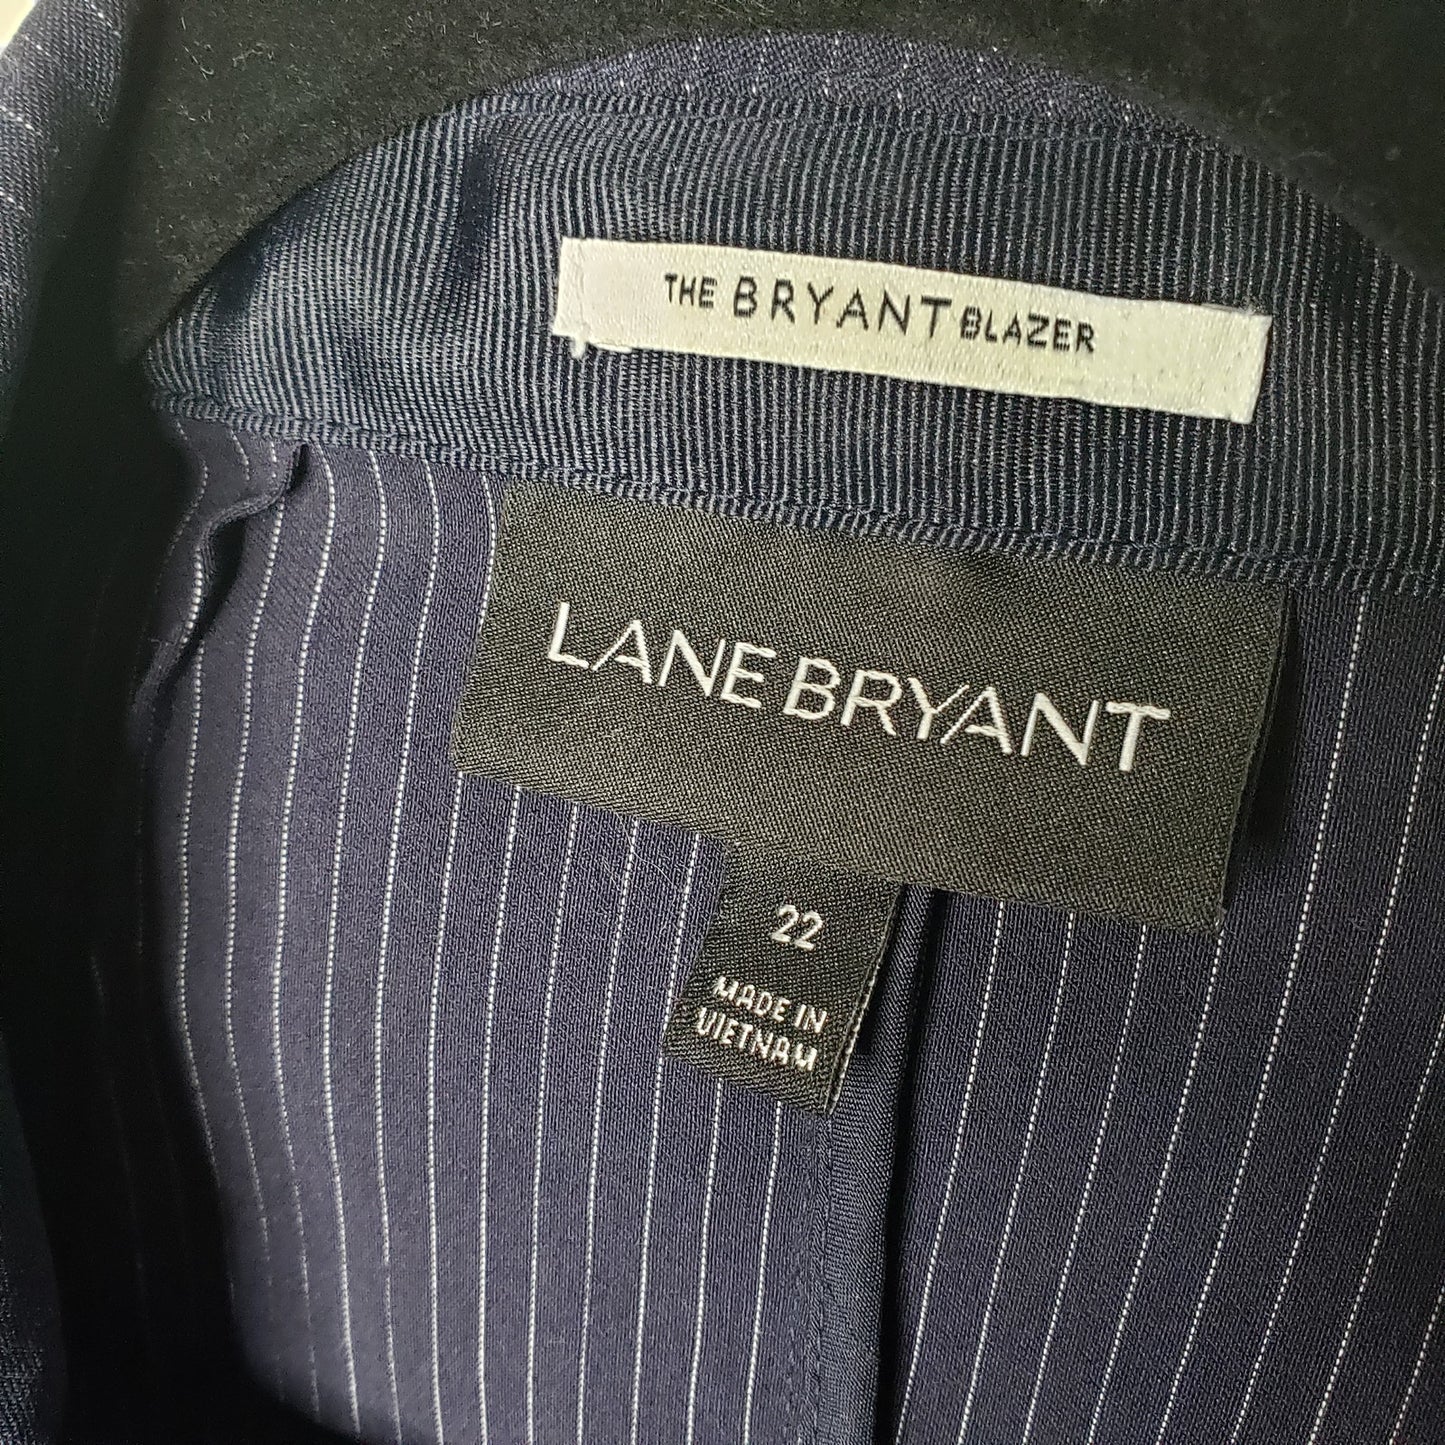 THE BRYANT BLAZER
LANE BRYANT
22
MADE IN
VIETNAM